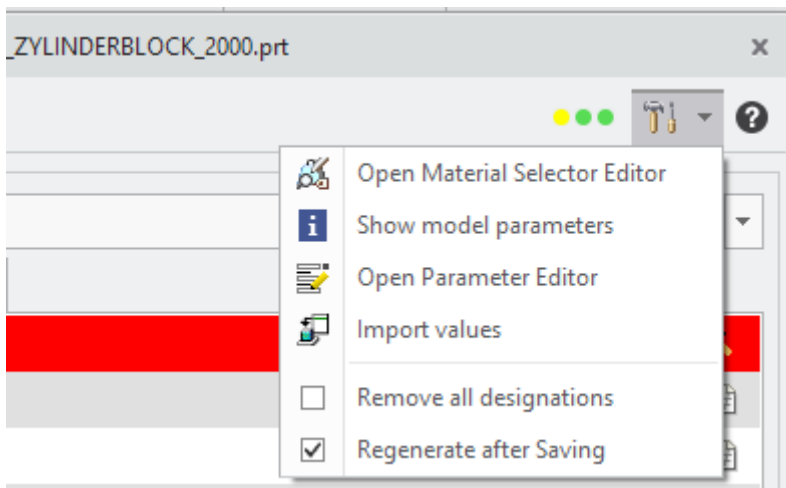 _ZYLINDERBLOCK_2000.prt
Open Material Selector Editor
Show model parameters
Open Parameter Editor
Import values
Remove all designations
Regenerate after Saving